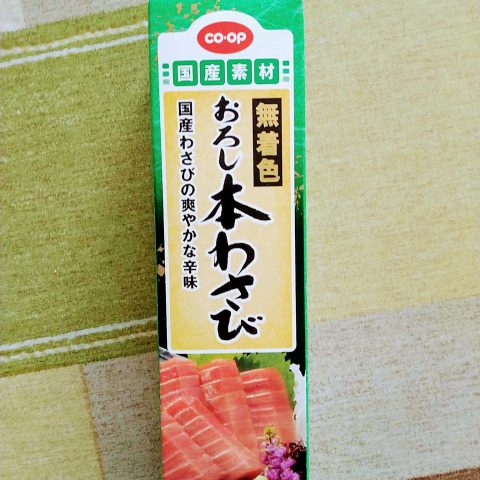 CO·OP
国産素材
無着色
おろし本わさび
国産わさびの爽やかな辛味